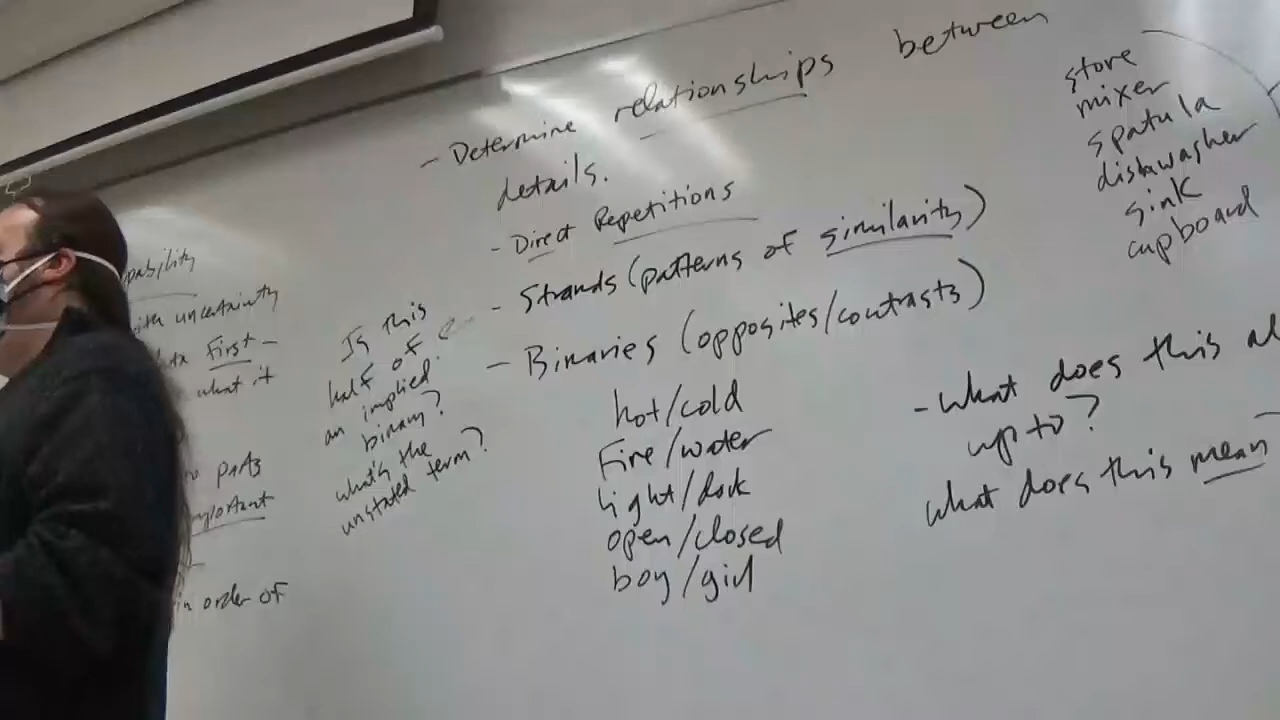 - Determine relationships between
details.
- Direct Repetitions
- Strands (patterns of similarity)
- Binaries (opposites/contrasts)
hot/cold
Fire/water
light/dark
open/closed
boy/girl
Is this
half of
an implied
binary?
what's the
unstated term?
store
mixer
spatula
dishwasher
sink
cupboard
- what does this
up to?
what does this mean
uncertainty
First -
what it
parts
in order of